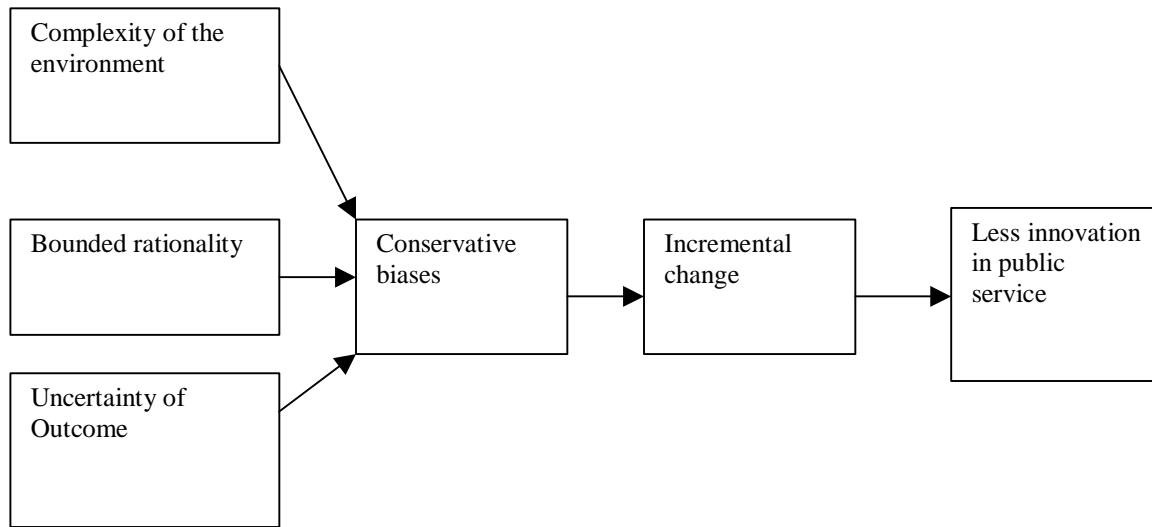 Complexity of the
environment
Bounded rationality
Uncertainty of
Outcome
Conservative
biases
Incremental
change
Less innovation
in public
service